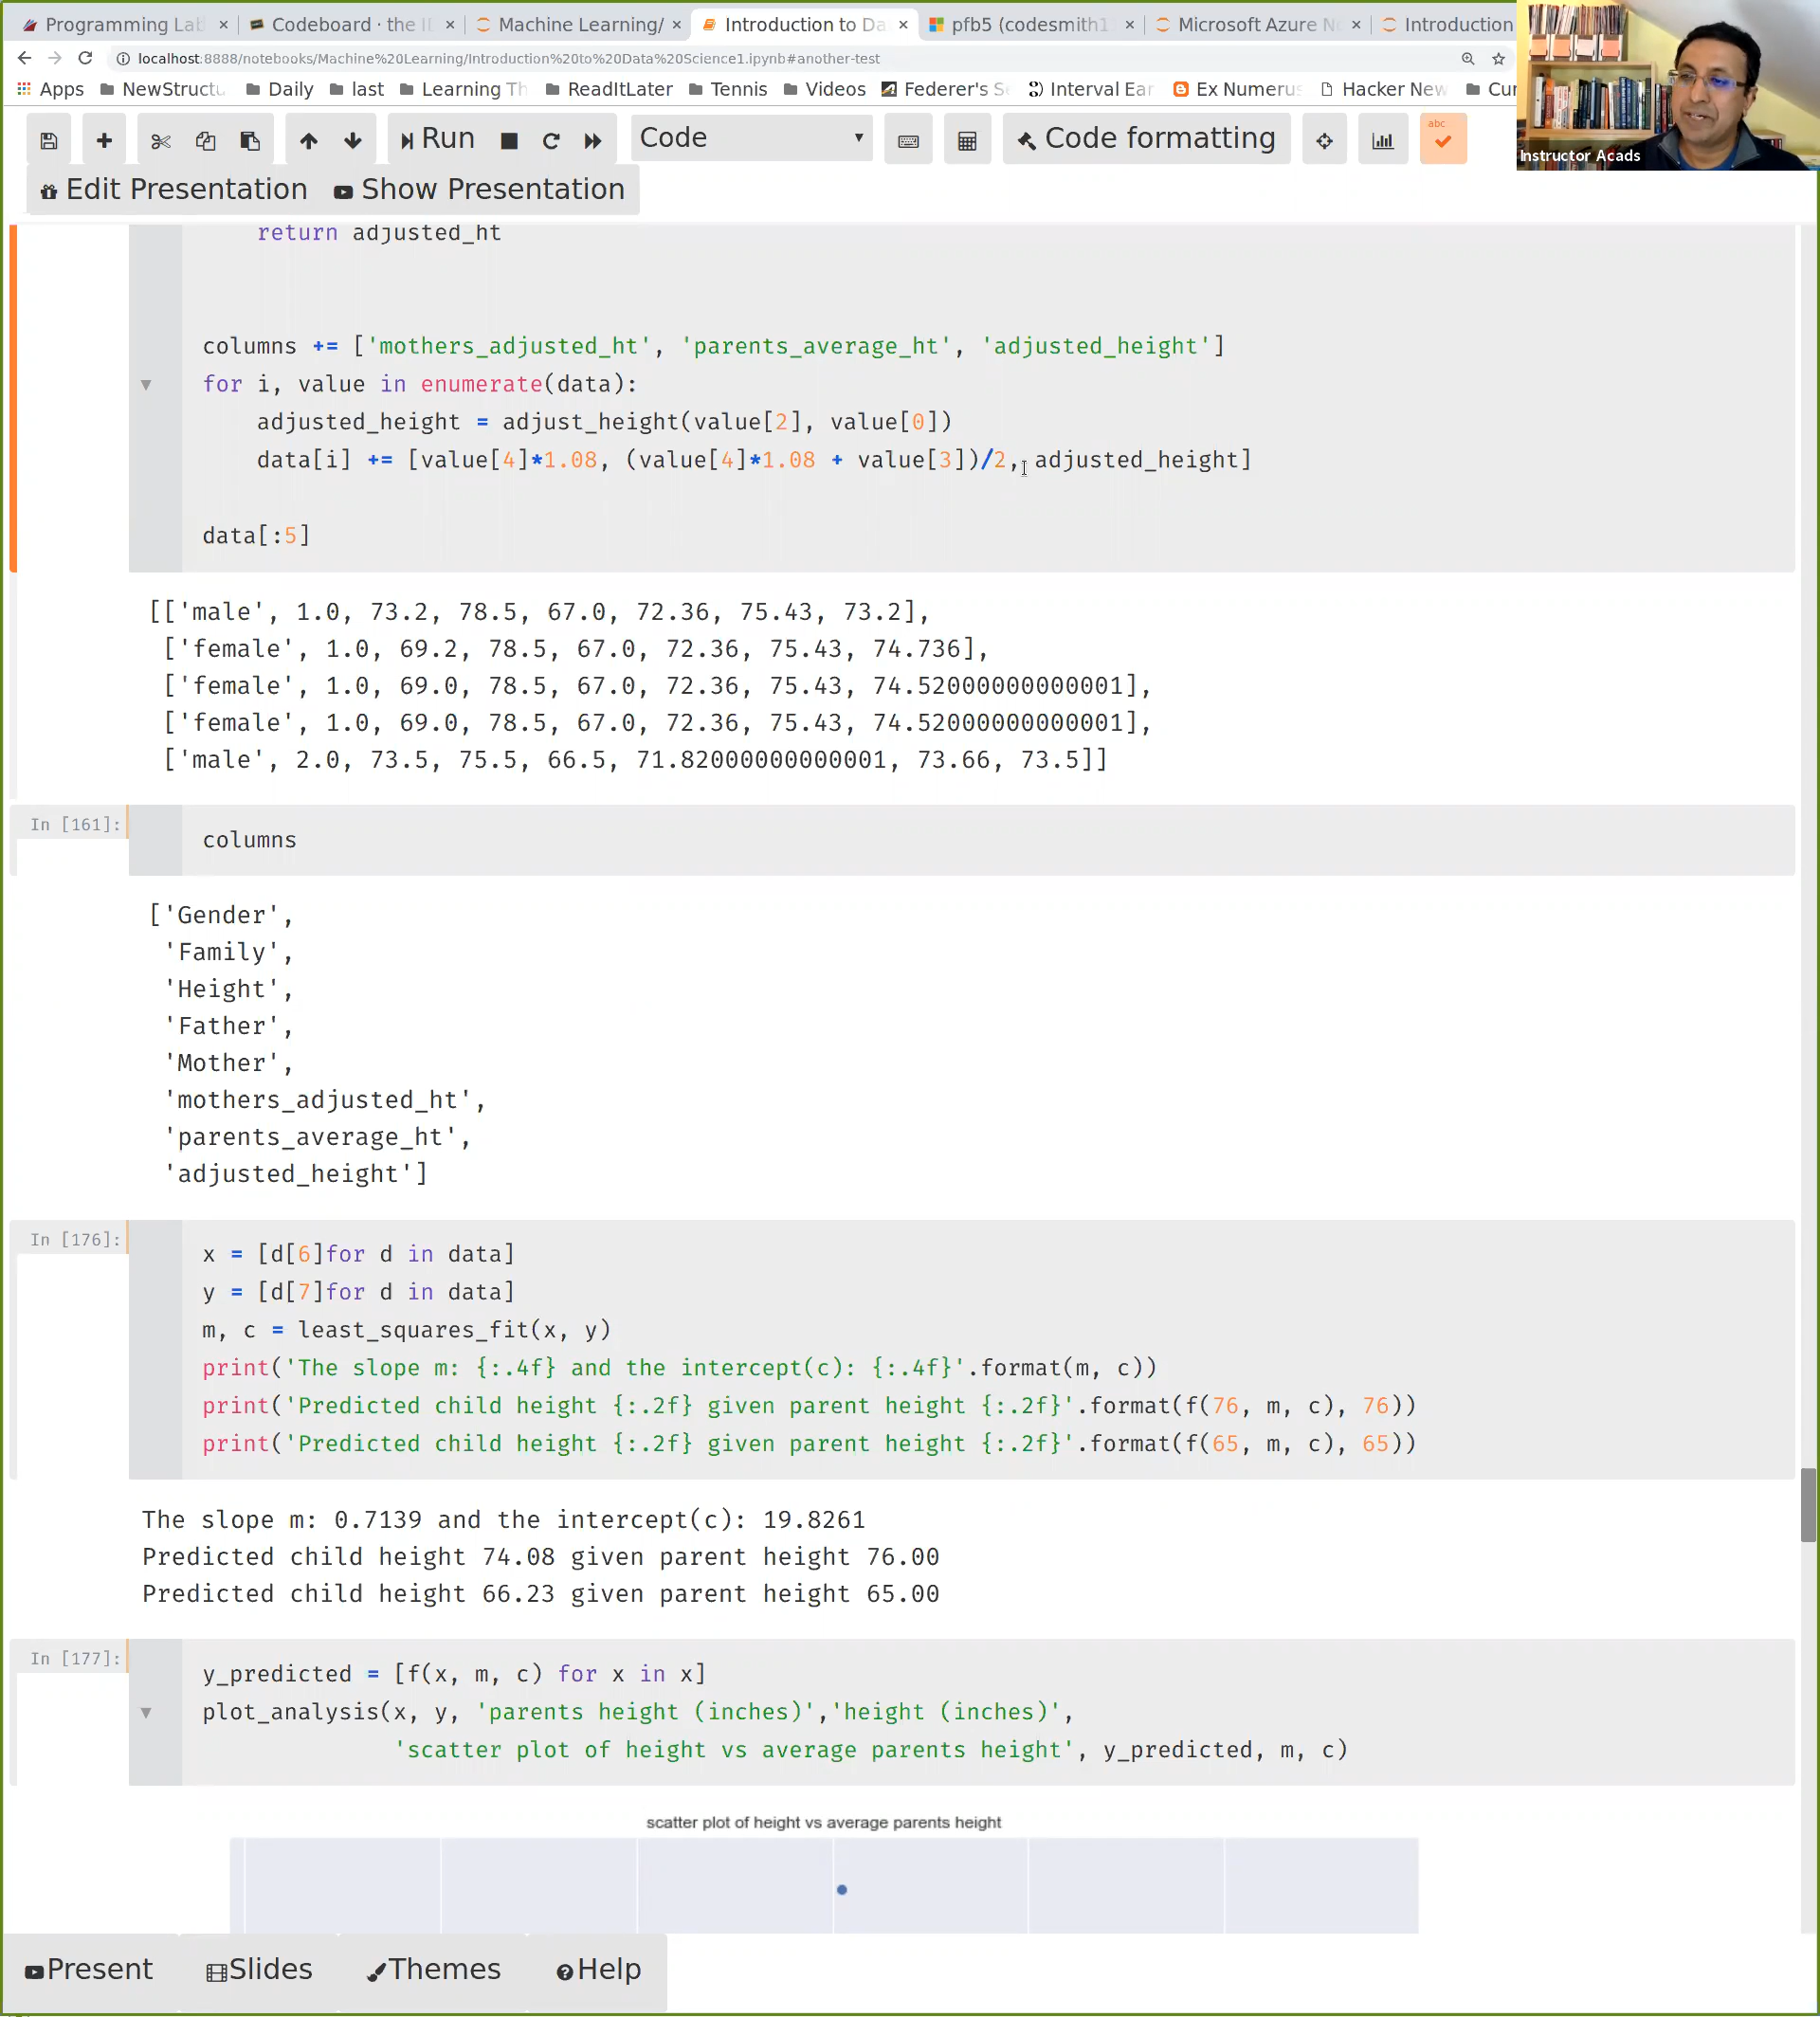 Programming Lab × Codeboard · the I × Machine Learning/ × Introduction to Da × pfb5 (codesmith1 × Microsoft Azure No × Introduction
localhost:8888/notebooks/Machine%20Learning/Introduction%20to%20Data%20Science1.ipynb#another-test
Apps NewStructu Daily last Learning Th ReadItLater Tennis Videos Federer's S Interval Ear Ex Numerus Hacker New Cur
Run Code Code formatting abc
Instructor Acads
Edit Presentation Show Presentation
return adjusted_ht
columns += ['mothers_adjusted_ht', 'parents_average_ht', 'adjusted_height']
for i, value in enumerate(data):
adjusted_height = adjust_height(value[2], value[0])
data[i] += [value[4]*1.08, (value[4]*1.08 + value[3])/2, adjusted_height]
data[:5]
[['male', 1.0, 73.2, 78.5, 67.0, 72.36, 75.43, 73.2],
['female', 1.0, 69.2, 78.5, 67.0, 72.36, 75.43, 74.736],
['female', 1.0, 69.0, 78.5, 67.0, 72.36, 75.43, 74.52000000000001],
['female', 1.0, 69.0, 78.5, 67.0, 72.36, 75.43, 74.52000000000001],
['male', 2.0, 73.5, 75.5, 66.5, 71.82000000000001, 73.66, 73.5]]
In [161]: columns
['Gender',
'Family',
'Height',
'Father',
'Mother',
'mothers_adjusted_ht',
'parents_average_ht',
'adjusted_height']
In [176]:
x = [d[6]for d in data]
y = [d[7]for d in data]
m, c = least_squares_fit(x, y)
print('The slope m: {:.4f} and the intercept(c): {:.4f}'.format(m, c))
print('Predicted child height {:.2f} given parent height {:.2f}'.format(f(76, m, c), 76))
print('Predicted child height {:.2f} given parent height {:.2f}'.format(f(65, m, c), 65))
The slope m: 0.7139 and the intercept(c): 19.8261
Predicted child height 74.08 given parent height 76.00
Predicted child height 66.23 given parent height 65.00
In [177]:
y_predicted = [f(x, m, c) for x in x]
plot_analysis(x, y, 'parents height (inches)','height (inches)',
'scatter plot of height vs average parents height', y_predicted, m, c)
scatter plot of height vs average parents height
Present Slides Themes Help